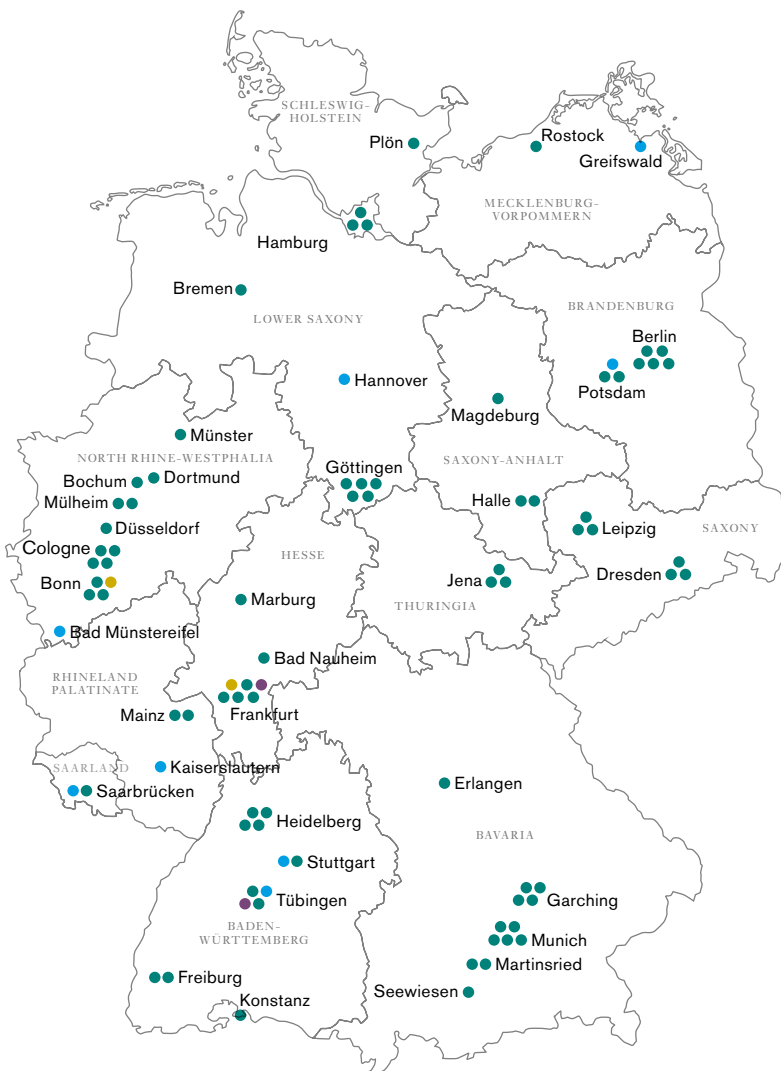 SCHLESWIG-
HOLSTEIN
Plön
Rostock
Greifswald
MECKLENBURG-
VORPOMMERN
Hamburg
Bremen
LOWER SAXONY
BRANDENBURG
Berlin
Hannover
Potsdam
Magdeburg
Münster
NORTH RHINE-WESTPHALIA
Göttingen
SAXONY-ANHALT
Bochum
Dortmund
Mülheim
Halle
Düsseldorf
Leipzig
SAXONY
Cologne
HESSE
Bonn
Jena
Dresden
Marburg
THURINGIA
Bad Münstereifel
Bad Nauheim
RHINELAND
PALATINATE
Mainz
Frankfurt
SAARLAND
Kaiserslautern
Saarbrücken
Erlangen
Heidelberg
BAVARIA
Stuttgart
Tübingen
Garching
BADEN-
WÜRTTEMBERG
Munich
Martinsried
Freiburg
Seewiesen
Konstanz